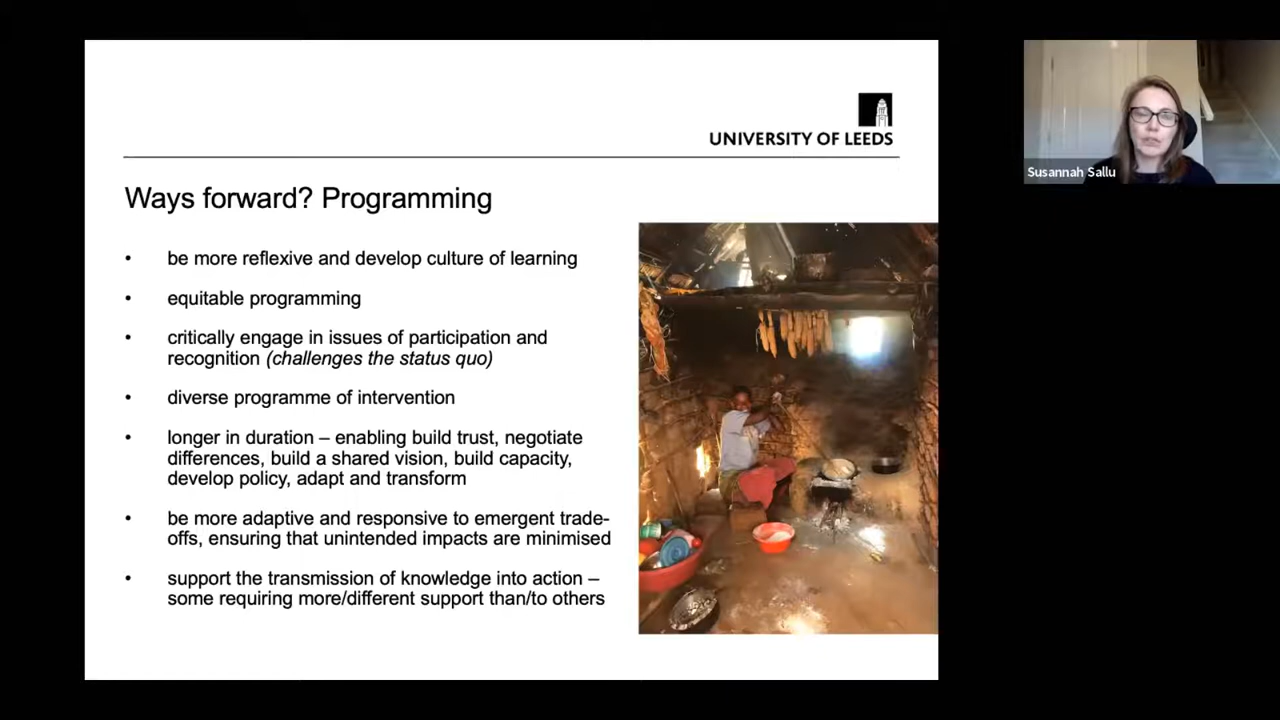 UNIVERSITY OF LEEDS
Ways forward? Programming
• be more reflexive and develop culture of learning
• equitable programming
• critically engage in issues of participation and
recognition (challenges the status quo)
• diverse programme of intervention
• longer in duration – enabling build trust, negotiate
differences, build a shared vision, build capacity,
develop policy, adapt and transform
• be more adaptive and responsive to emergent trade-
offs, ensuring that unintended impacts are minimised
• support the transmission of knowledge into action –
some requiring more/different support than/to others
Susannah Sallu